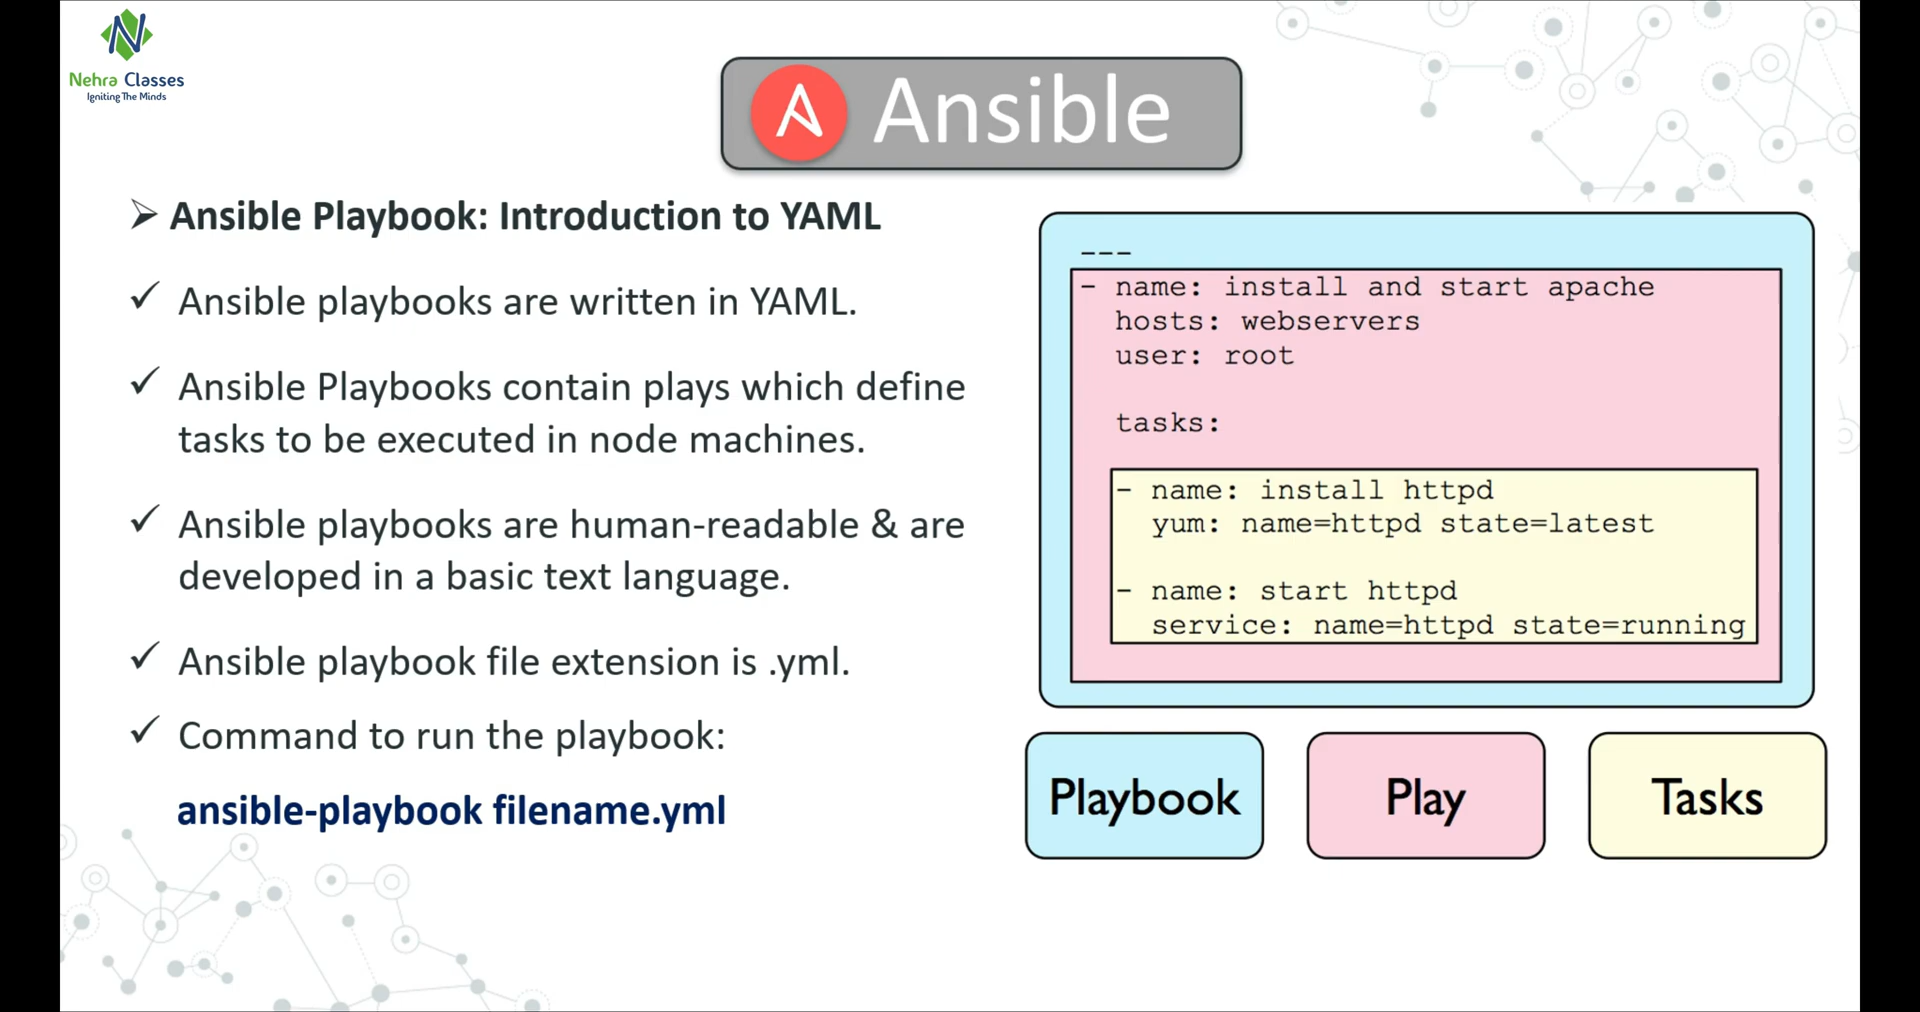 Nehra Classes
Igniting The Minds
Ansible
Ansible Playbook: Introduction to YAML
Ansible playbooks are written in YAML.
Ansible Playbooks contain plays which define
tasks to be executed in node machines.
Ansible playbooks are human-readable & are
developed in a basic text language.
Ansible playbook file extension is .yml.
Command to run the playbook:
ansible-playbook filename.yml
---
- name: install and start apache
hosts: webservers
user: root
tasks:
- name: install httpd
yum: name=httpd state=latest
- name: start httpd
service: name=httpd state=running
Playbook
Play
Tasks